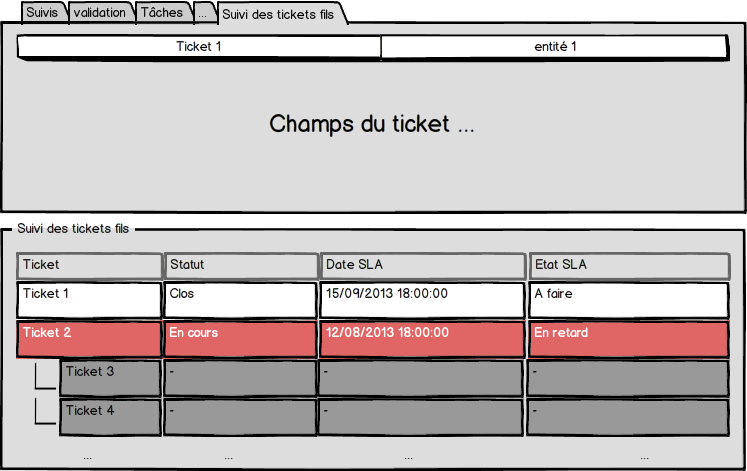 Suivis validation Tâches ... Suivi des tickets fils
Ticket 1 entité 1
Champs du ticket ...
Suivi des tickets fils
Ticket Statut Date SLA Etat SLA
Ticket 1 Clos 15/09/2013 18:00:00 A faire
Ticket 2 En cours 12/08/2013 18:00:00 En retard
Ticket 3 - - -
Ticket 4 - - -
... ... ... ...